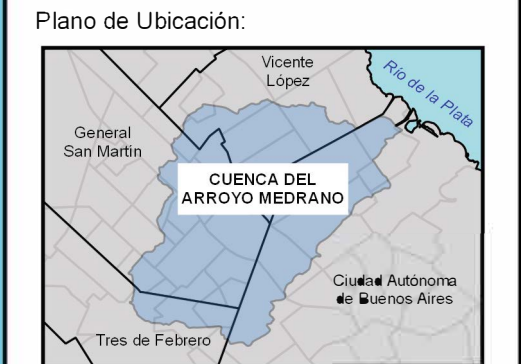 Plano de Ubicación:
Vicente
López
Río de la Plata
General
San Martín
CUENCA DEL
ARROYO MEDRANO
Ciudad Autónoma
de Buenos Aires
Tres de Febrero